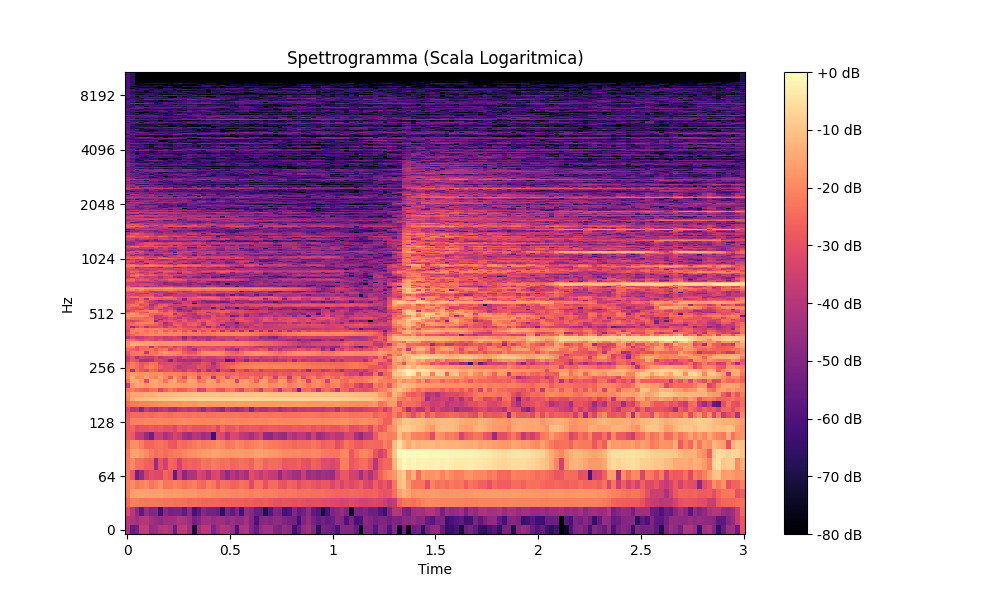 Spettrogramma (Scala Logaritmica)
8192
4096
2048
1024
512
256
128
64
0
Hz
0
0.5
1
1.5
2
2.5
3
Time
+0 dB
-10 dB
-20 dB
-30 dB
-40 dB
-50 dB
-60 dB
-70 dB
-80 dB